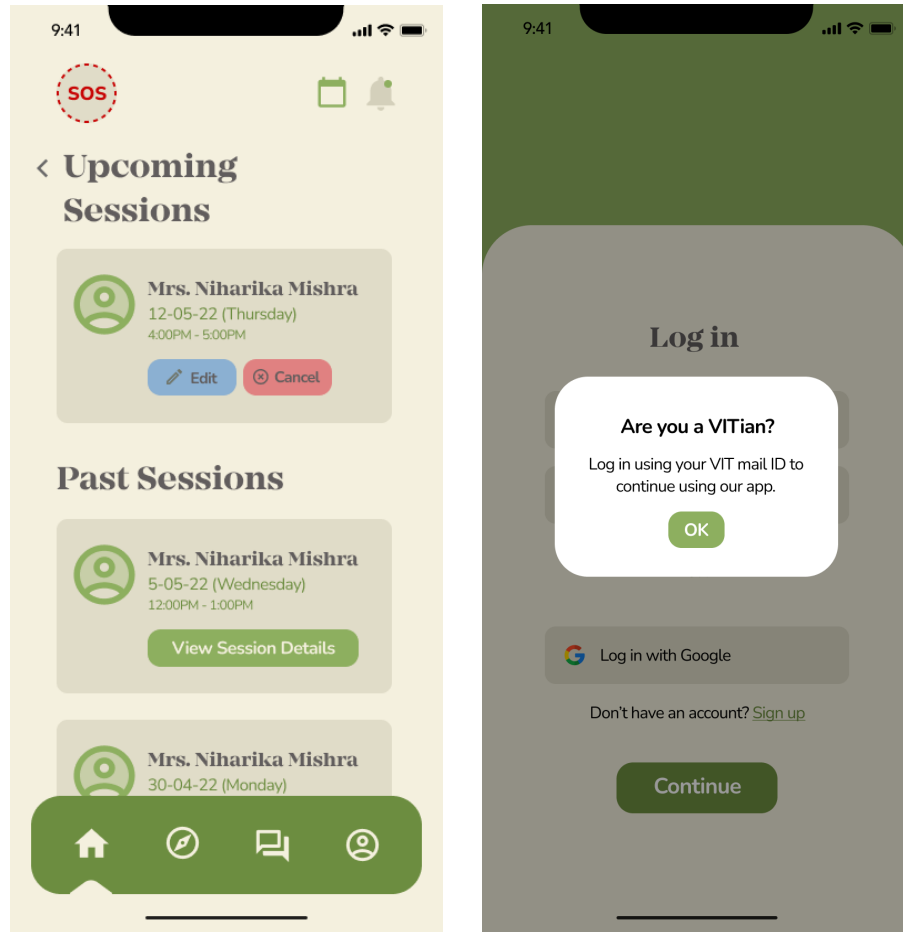 9:41
SOS
Upcoming
Sessions
Mrs. Niharika Mishra
12-05-22 (Thursday)
4:00PM - 5:00PM
Edit
Cancel
Past Sessions
Mrs. Niharika Mishra
5-05-22 (Wednesday)
12:00PM - 1:00PM
View Session Details
Mrs. Niharika Mishra
30-04-22 (Monday)
9:41
Log in
Are you a VITian?
Log in using your VIT mail ID to
continue using our app.
OK
Log in with Google
Don't have an account? Sign up
Continue